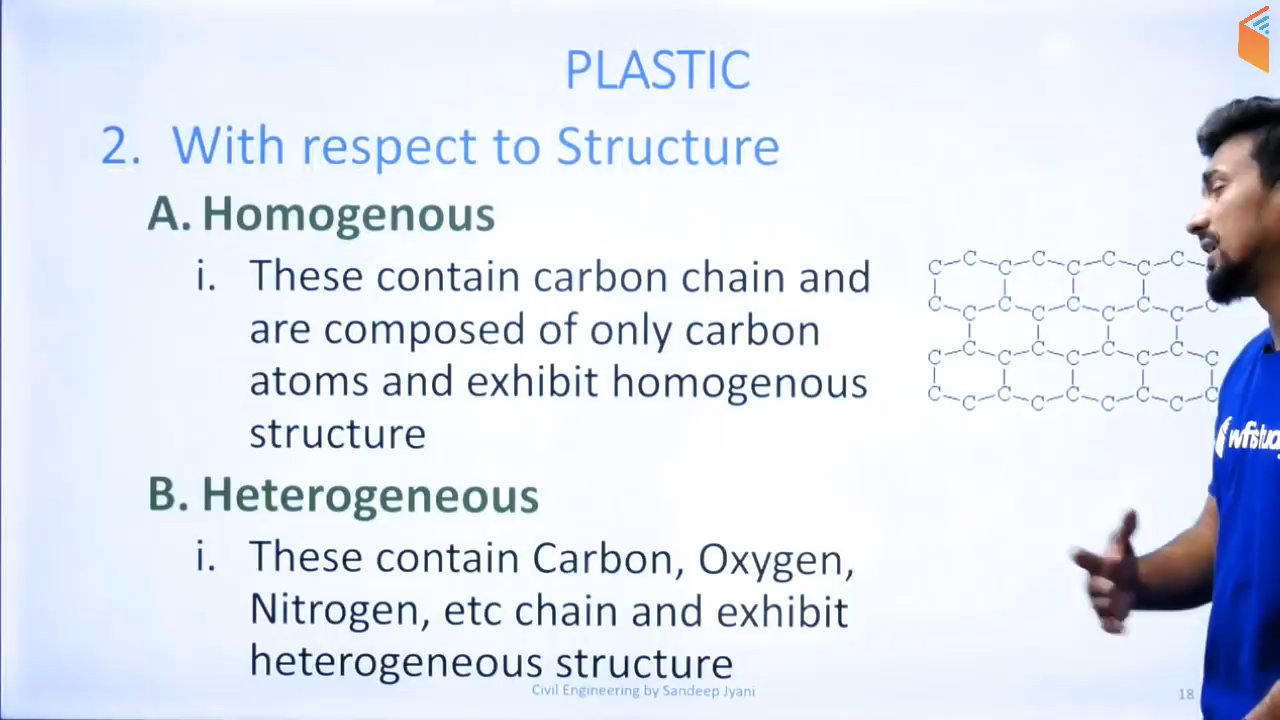 PLASTIC
2. With respect to Structure
A. Homogenous
i. These contain carbon chain and
are composed of only carbon
atoms and exhibit homogenous
structure
B. Heterogeneous
i. These contain Carbon, Oxygen,
Nitrogen, etc chain and exhibit
heterogeneous structure
Civil Engineering by Sandeep Jyani
18
C C C C C C C C
C C C C C C C C C
C C C C C C C C C
C C C C C C C C C